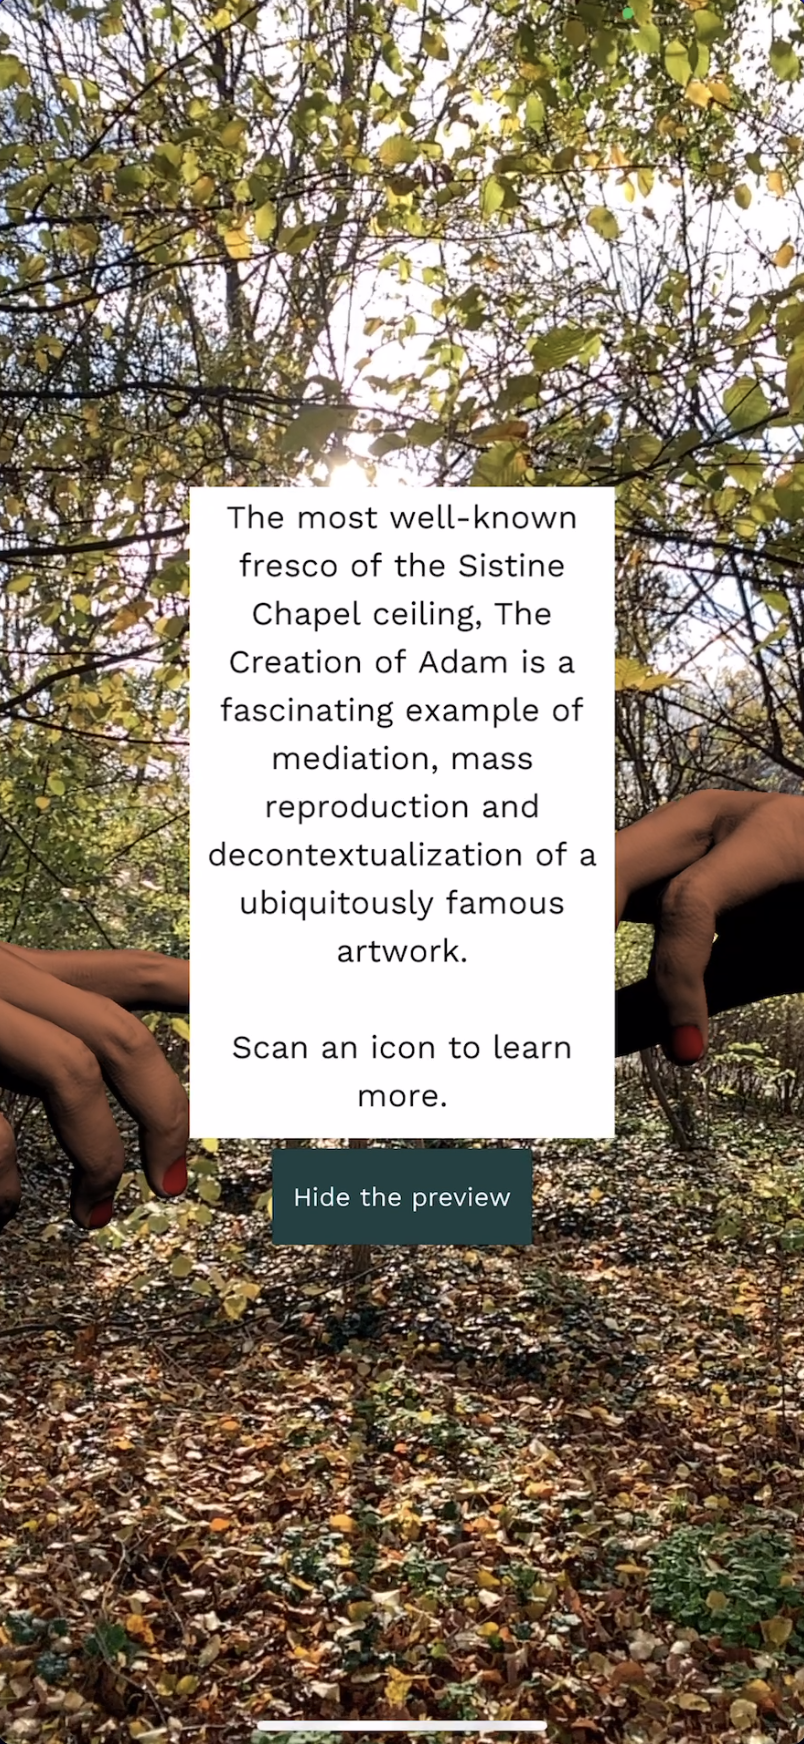 The most well-known
fresco of the Sistine
Chapel ceiling, The
Creation of Adam is a
fascinating example of
mediation, mass
reproduction and
decontextualization of a
ubiquitously famous
artwork.
Scan an icon to learn
more.
Hide the preview